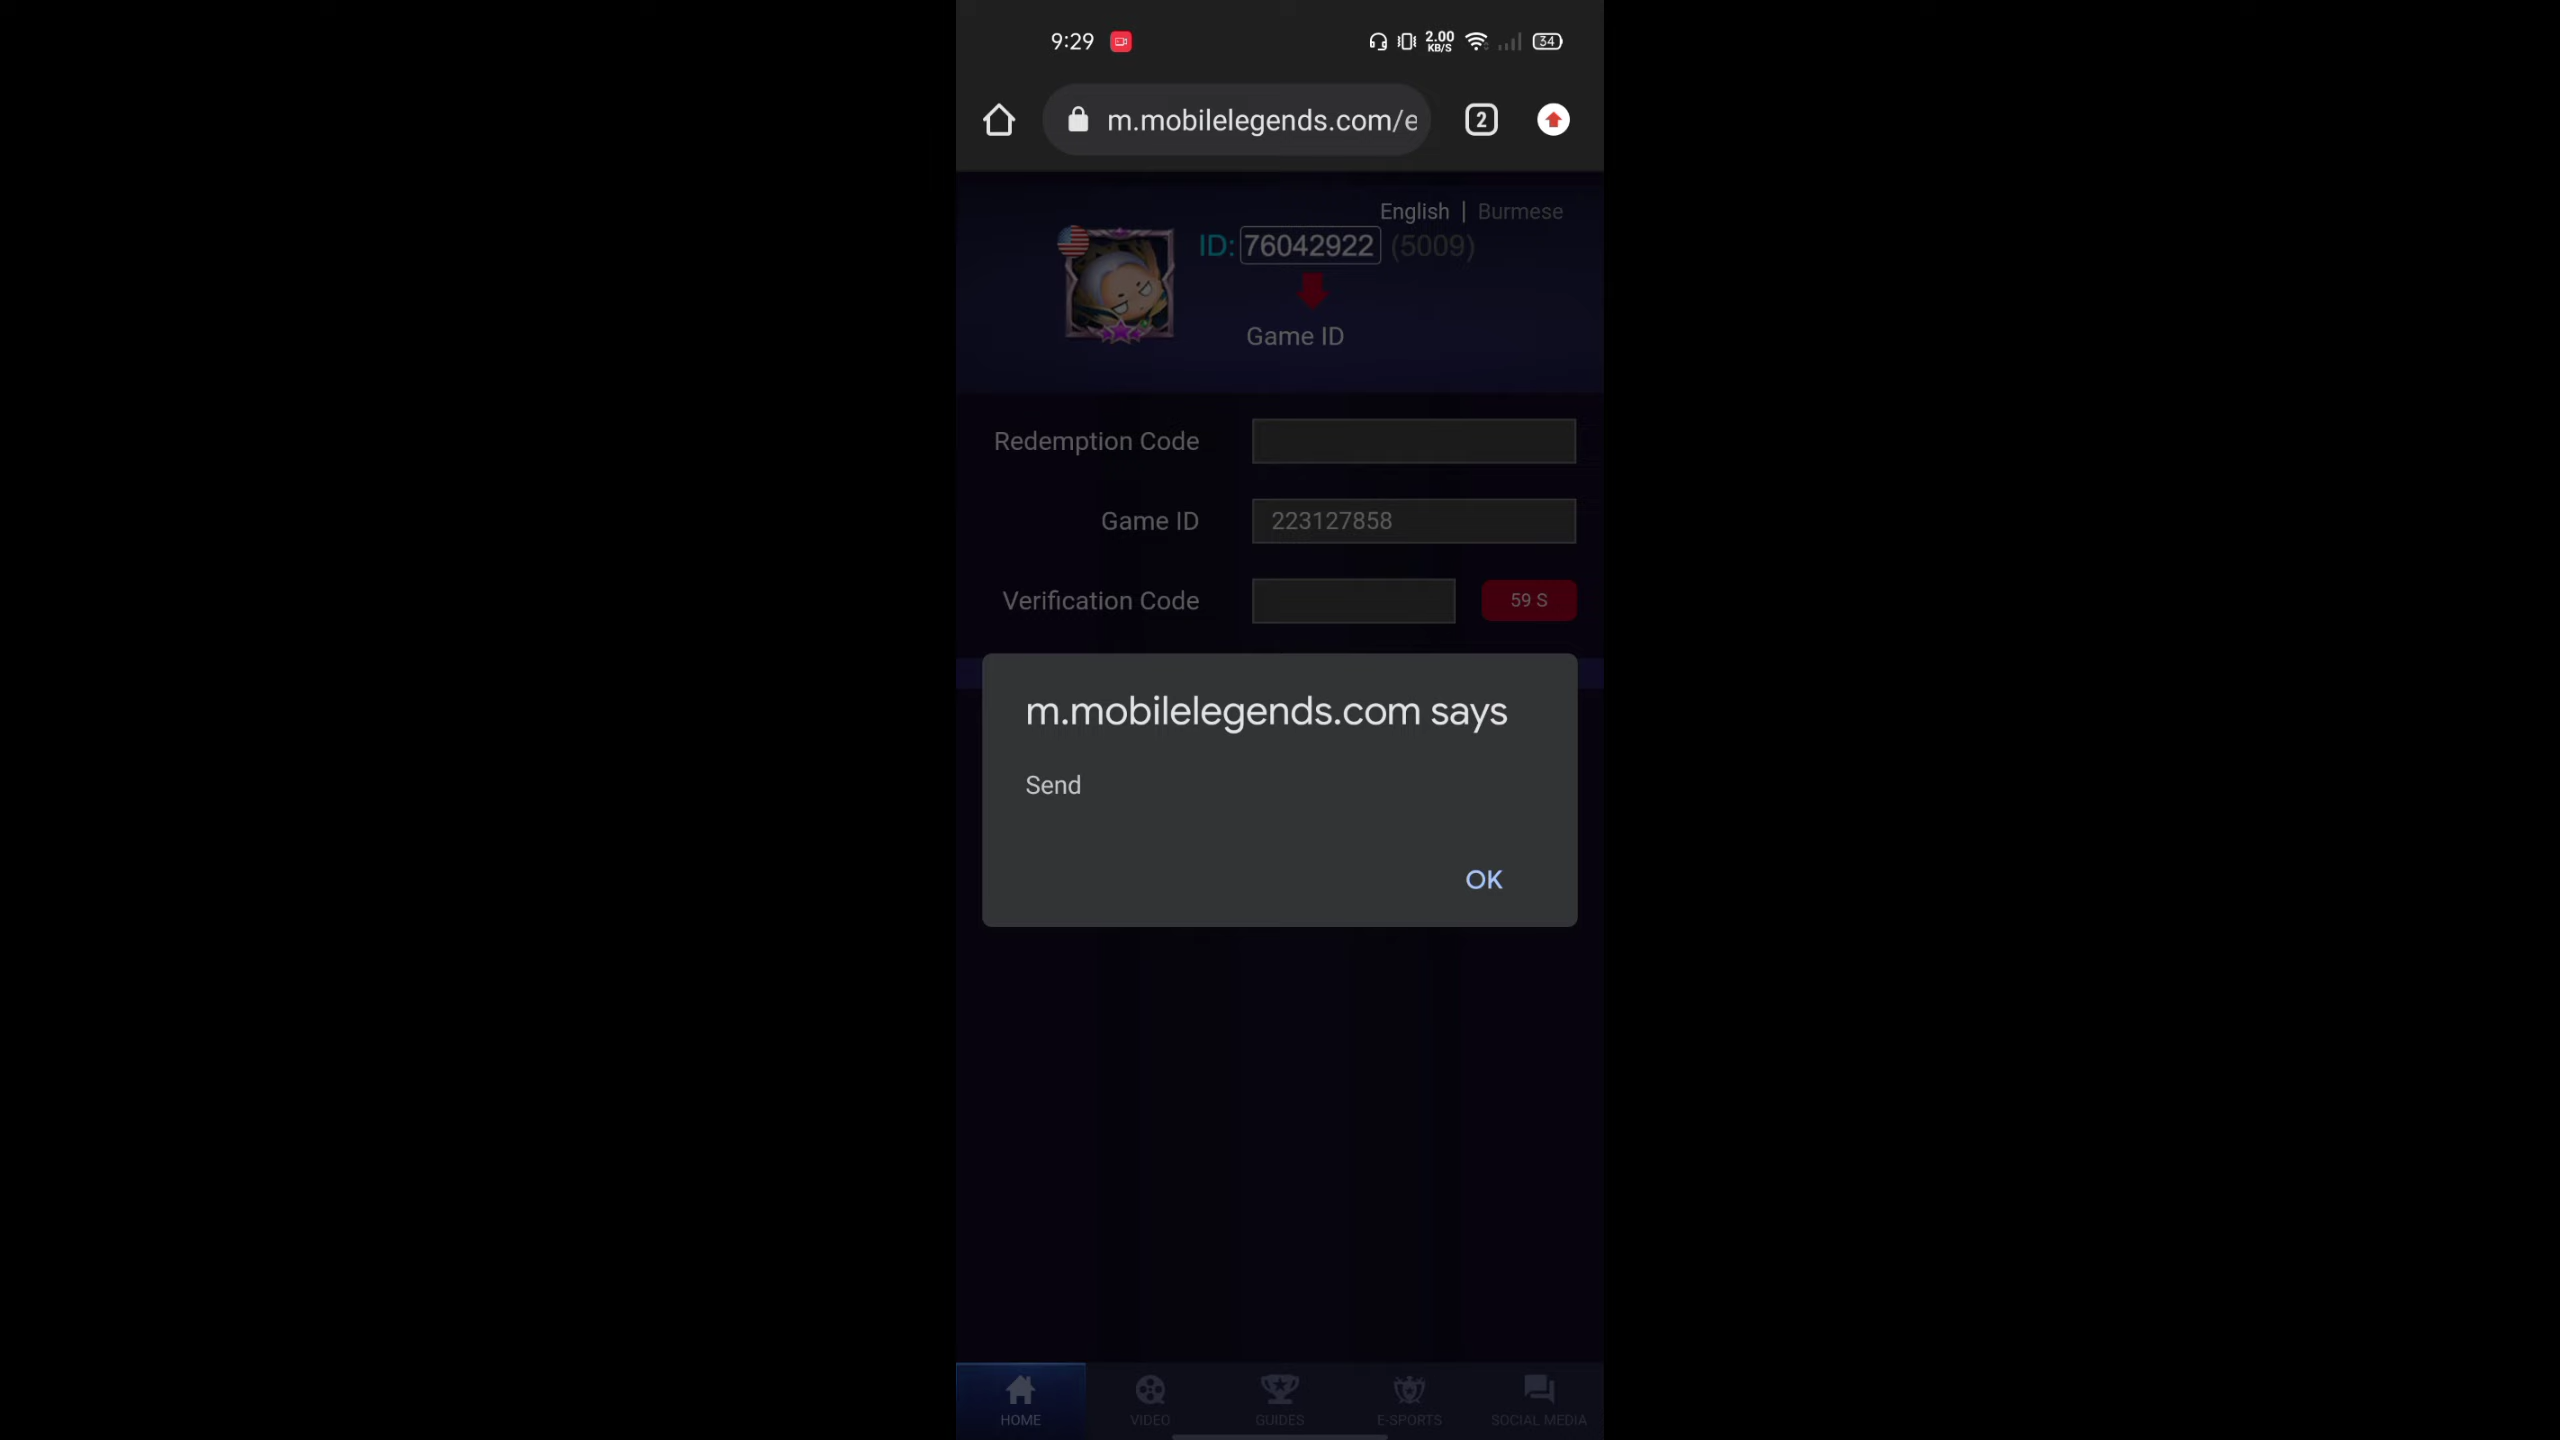 9:29
2.00
KB/S
34
m.mobilelegends.com/e
2
English | Burmese
ID: 76042922 (5009)
Game ID
Redemption Code
Game ID 223127858
Verification Code 59 S
m.mobilelegends.com says
Send
OK
HOME VIDEO GUIDES E-SPORTS SOCIAL MEDIA